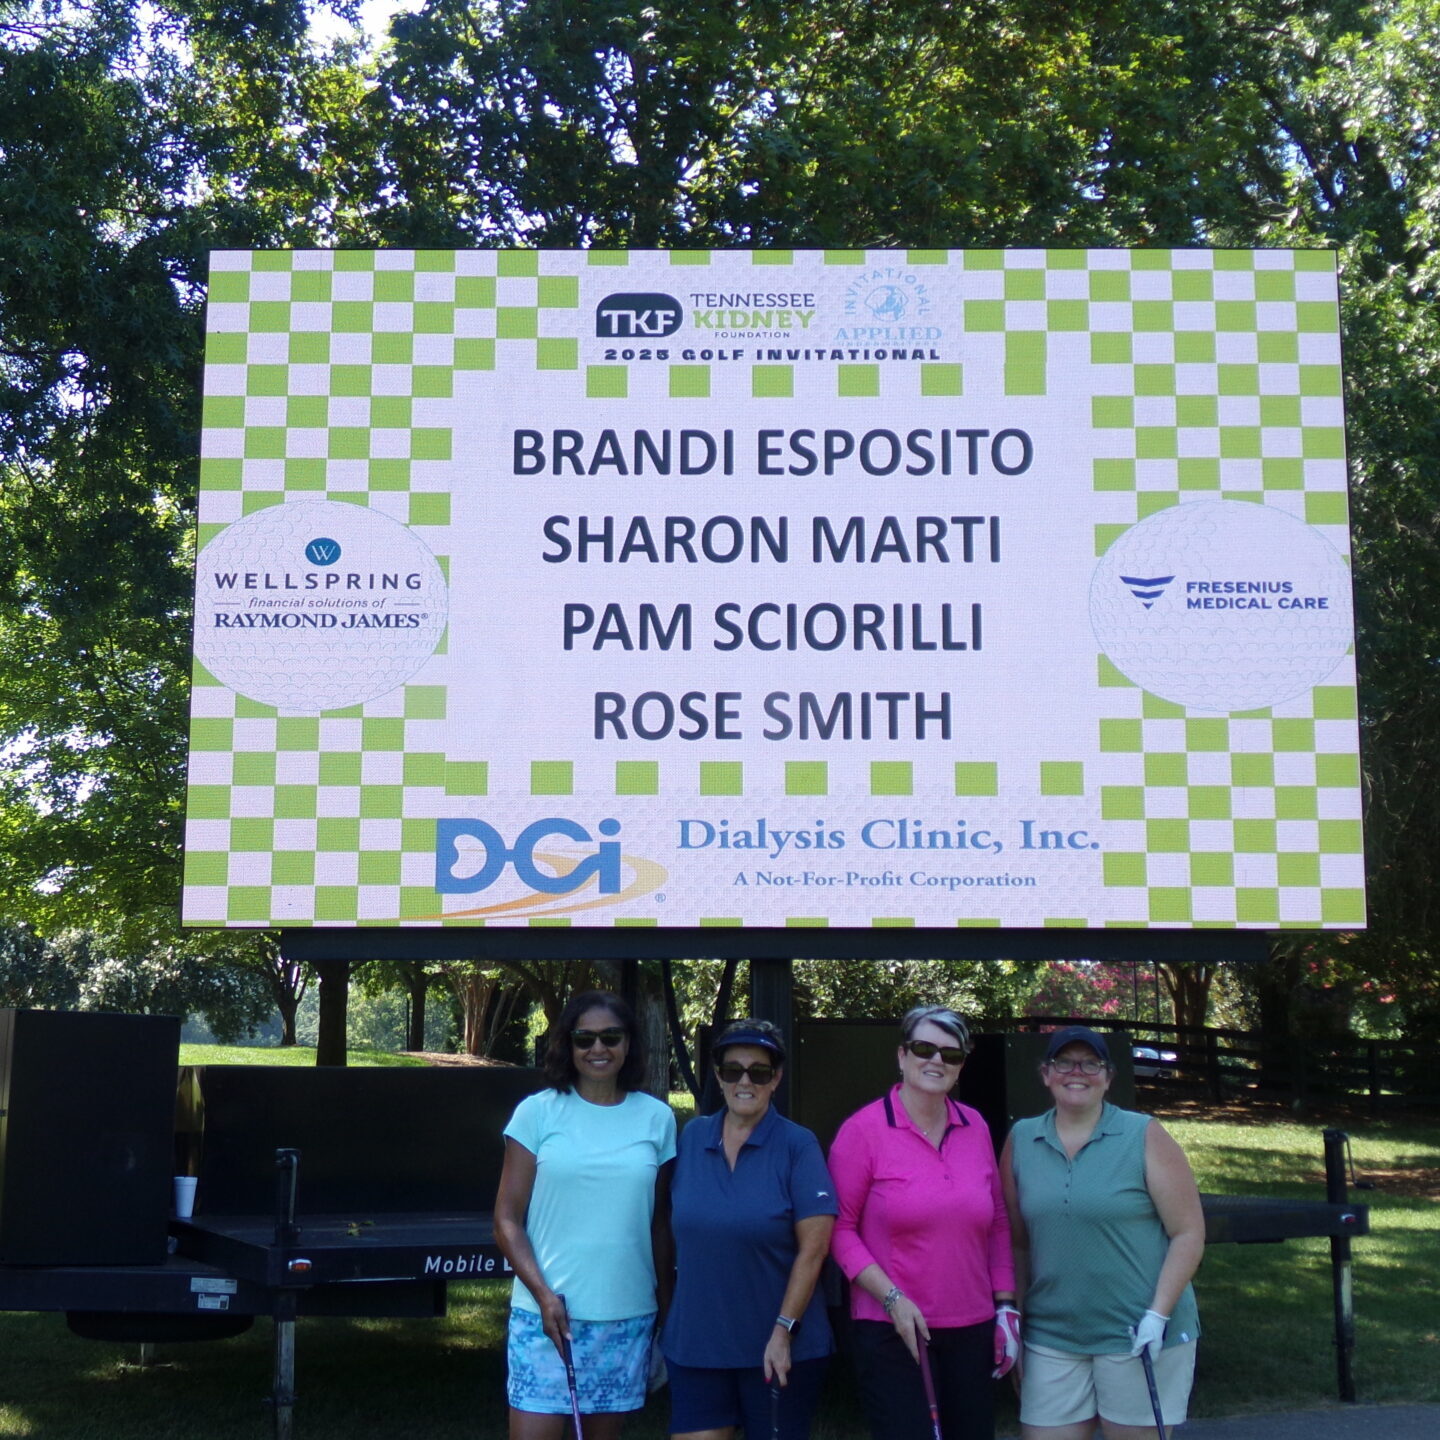 TKF TENNESSEE
KIDNEY
FOUNDATION
INVITATIONAL
APPLIED
UNDERWRITERS
2025 GOLF INVITATIONAL
BRANDI ESPOSITO
SHARON MARTI
PAM SCIORILLI
ROSE SMITH
W
WELLSPRING
financial solutions of
RAYMOND JAMES®
FRESENIUS
MEDICAL CARE
DCi ®
Dialysis Clinic, Inc.
A Not-For-Profit Corporation
Mobile